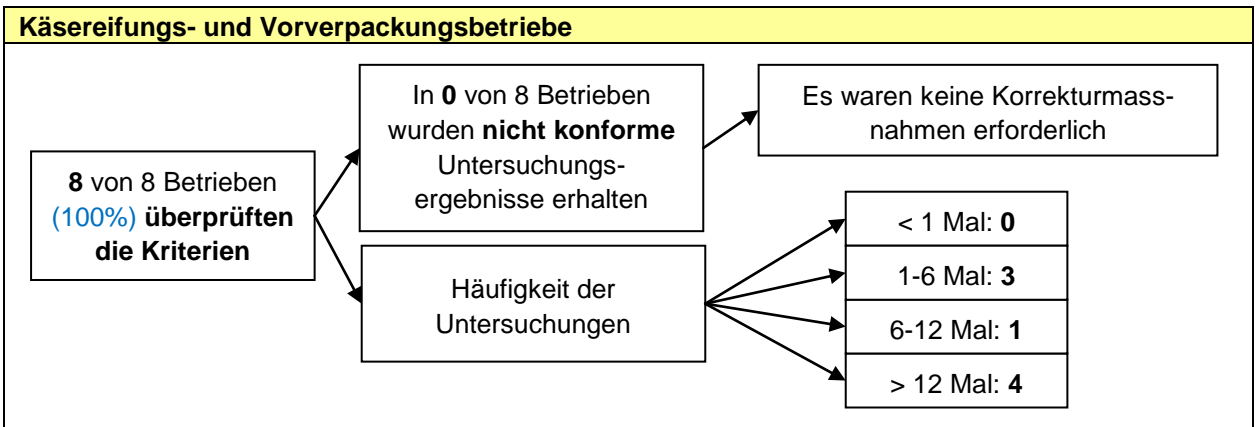 Käsereifungs- und Vorverpackungsbetriebe
8 von 8 Betrieben
(100%) überprüften
die Kriterien
In 0 von 8 Betrieben
wurden nicht konforme
Untersuchungs-
ergebnisse erhalten
Es waren keine Korrekturmass-
nahmen erforderlich
Häufigkeit der
Untersuchungen
< 1 Mal: 0
1-6 Mal: 3
6-12 Mal: 1
> 12 Mal: 4